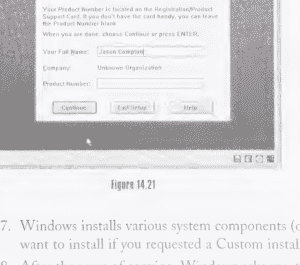 Your Product Number is located on the Registration/Product
Support Card. If you don't have the card handy, you can leave
the Product Number blank
When you are done, choose Continue or press ENTER.
Your Full Name: Jason Compton
Company: Unknown Organization
Product Number:
Continue Exit Setup Help
Figure 14.21
7. Windows installs various system components (o
want to install if you requested a Custom instal